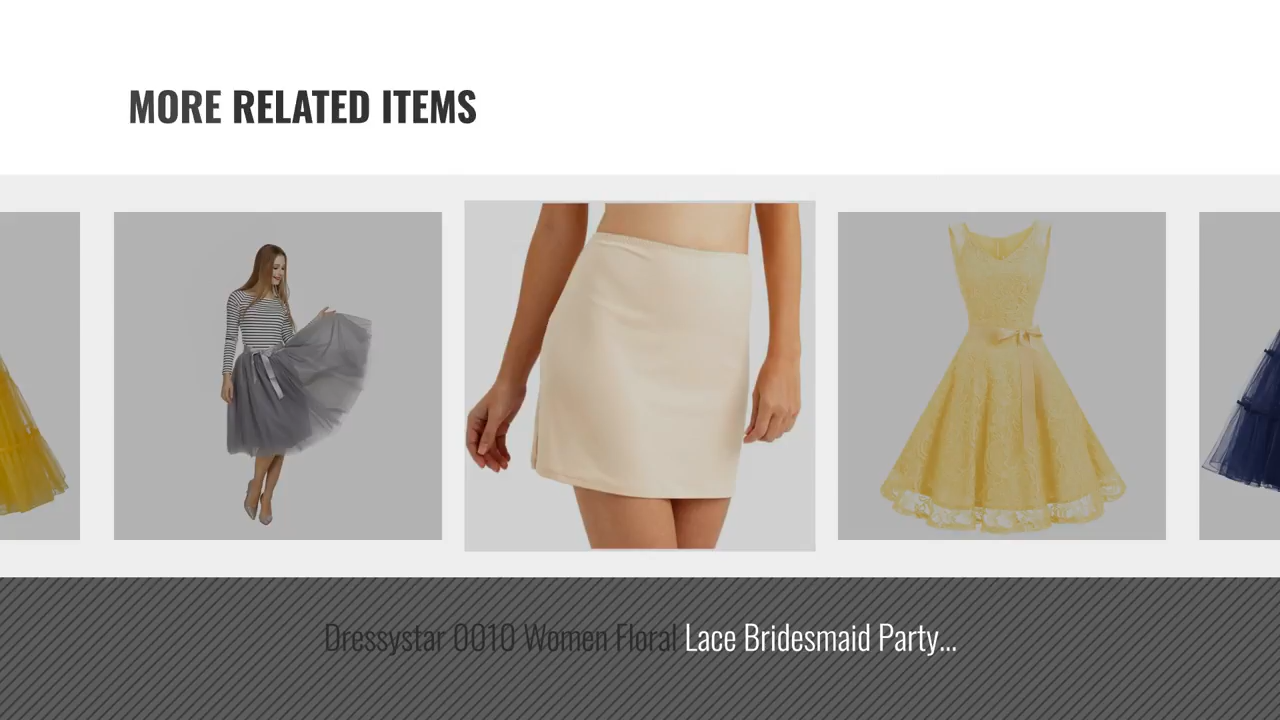 MORE RELATED ITEMS
Dressystar 0010 Women Floral Lace Bridesmaid Party...